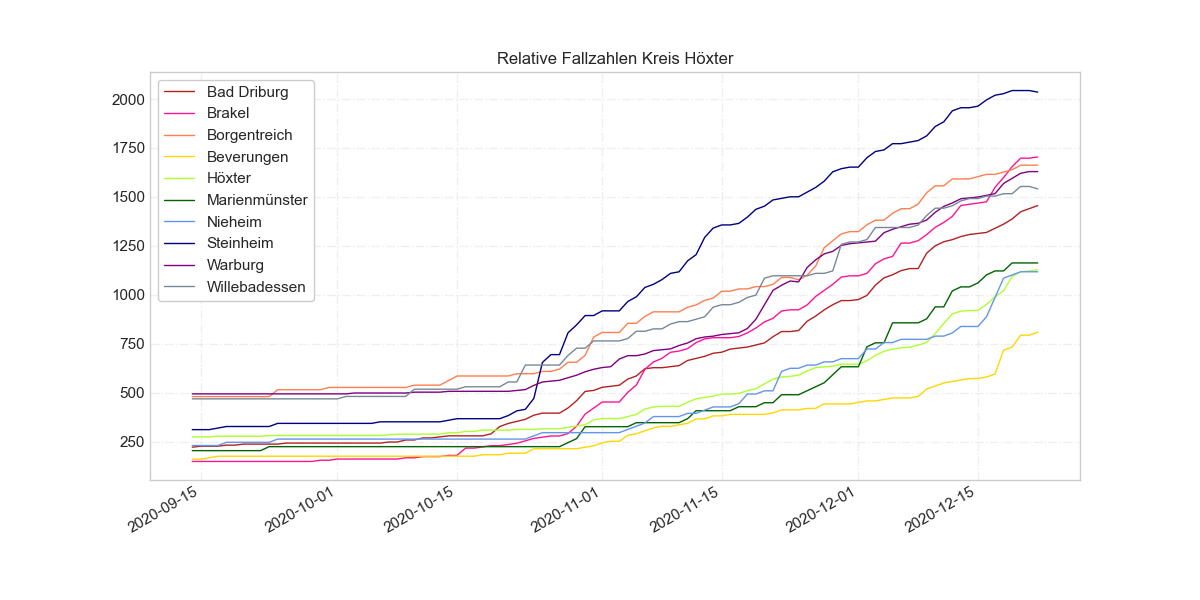 Relative Fallzahlen Kreis Höxter
2000
1750
1500
1250
1000
750
500
250
Bad Driburg
Brakel
Borgentreich
Beverungen
Höxter
Marienmünster
Nieheim
Steinheim
Warburg
Willebadessen
2020-09-15
2020-10-01
2020-10-15
2020-11-01
2020-11-15
2020-12-01
2020-12-15